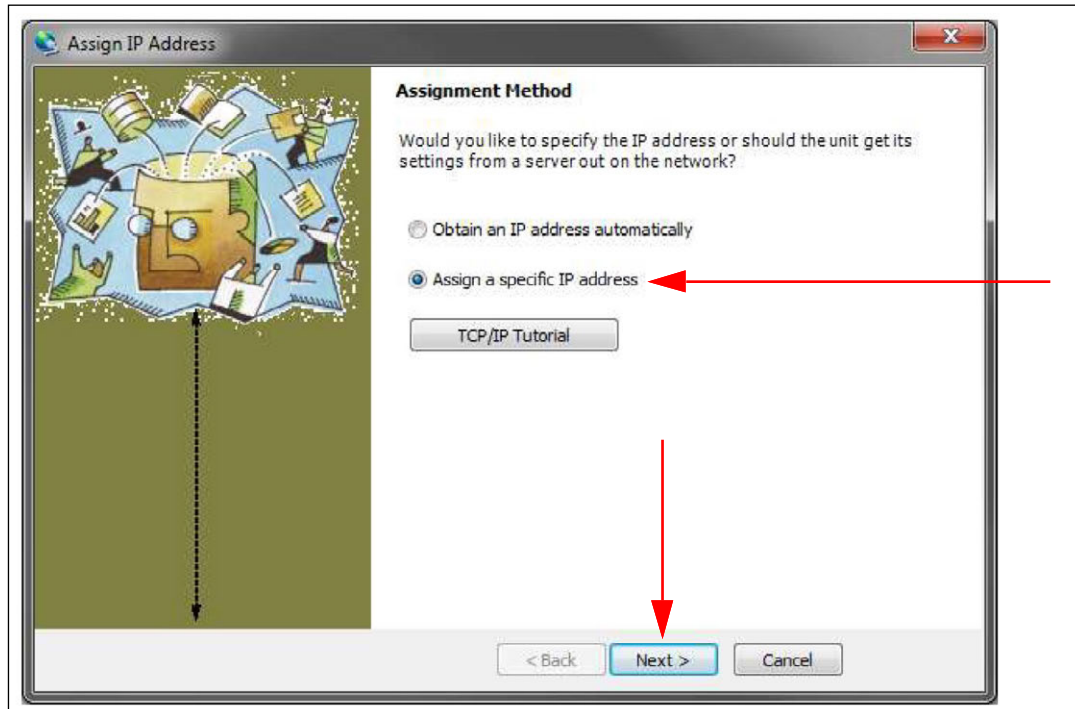 Assign IP Address
Assignment Method
Would you like to specify the IP address or should the unit get its
settings from a server out on the network?
Obtain an IP address automatically
Assign a specific IP address
TCP/IP Tutorial
< Back
Next >
Cancel